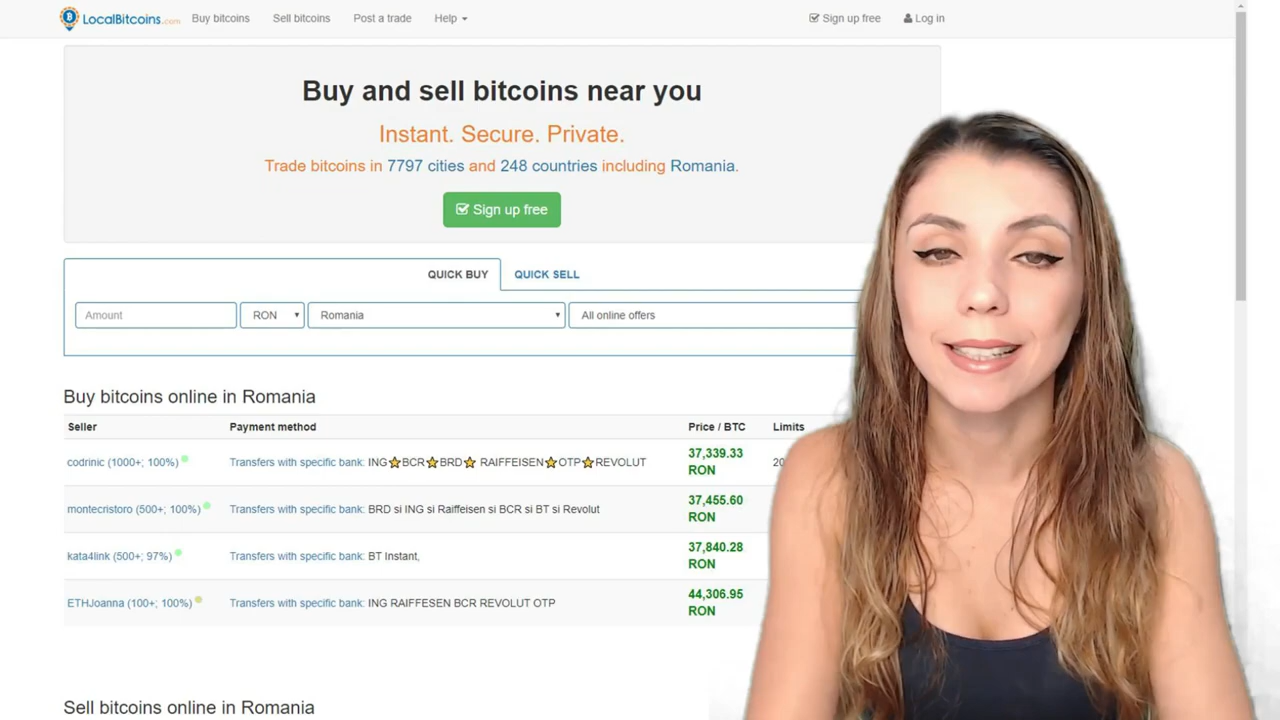 LocalBitcoins.com Buy bitcoins Sell bitcoins Post a trade Help Sign up free Log in
Buy and sell bitcoins near you
Instant. Secure. Private.
Trade bitcoins in 7797 cities and 248 countries including Romania.
Sign up free
QUICK BUY QUICK SELL
Amount RON Romania All online offers
Buy bitcoins online in Romania
Seller Payment method Price / BTC Limits
codrinic (1000+; 100%) Transfers with specific bank: ING⭐BCR⭐BRD⭐ RAIFFEISEN⭐OTP⭐REVOLUT 37,339.33
RON
montecristoro (500+; 100%) Transfers with specific bank: BRD si ING si Raiffeisen si BCR si BT si Revolut 37,455.60
RON
kata4link (500+; 97%) Transfers with specific bank: BT Instant, 37,840.28
RON
ETHJoanna (100+; 100%) Transfers with specific bank: ING RAIFFESEN BCR REVOLUT OTP 44,306.95
RON
Sell bitcoins online in Romania